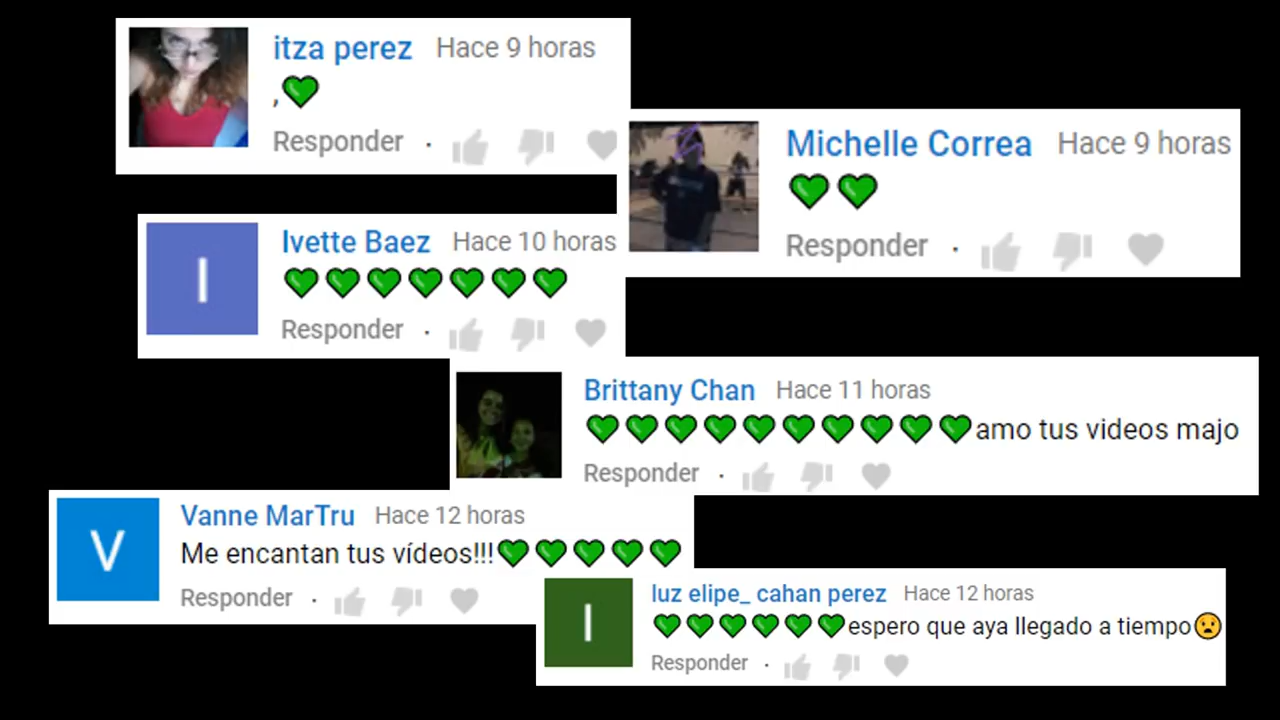 itza perez Hace 9 horas
,💚
Responder ·
Michelle Correa Hace 9 horas
💚💚
Responder ·
I
Ivette Baez Hace 10 horas
💚💚💚💚💚💚💚
Responder ·
Brittany Chan Hace 11 horas
💚💚💚💚💚💚💚💚💚💚amo tus videos majo
Responder ·
V
Vanne MarTru Hace 12 horas
Me encantan tus vídeos!!!💚💚💚💚💚
Responder ·
l
luz elipe_ cahan perez Hace 12 horas
💚💚💚💚💚💚espero que aya llegado a tiempo😧
Responder ·